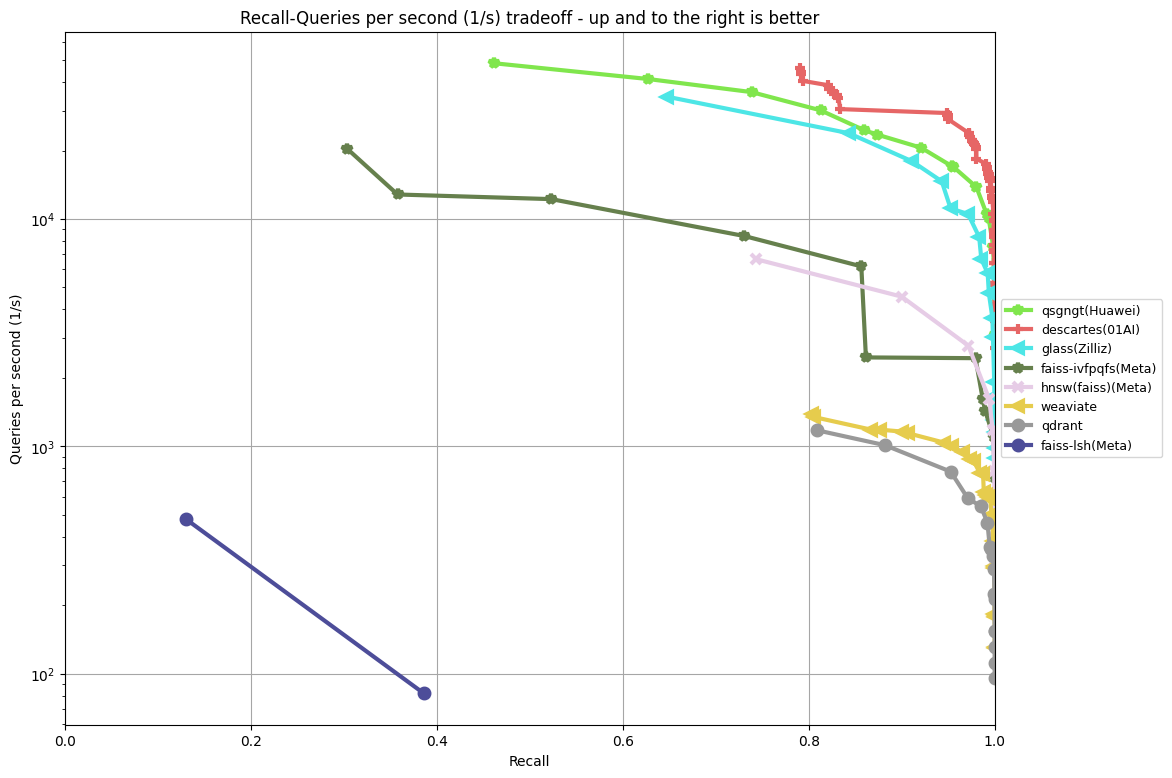 Recall-Queries per second (1/s) tradeoff - up and to the right is better
Queries per second (1/s)
10^4
10^3
10^2
0.0 0.2 0.4 0.6 0.8 1.0
Recall
qsgngt(Huawei)
descartes(01AI)
glass(Zilliz)
faiss-ivfpqfs(Meta)
hnsw(faiss)(Meta)
weaviate
qdrant
faiss-lsh(Meta)